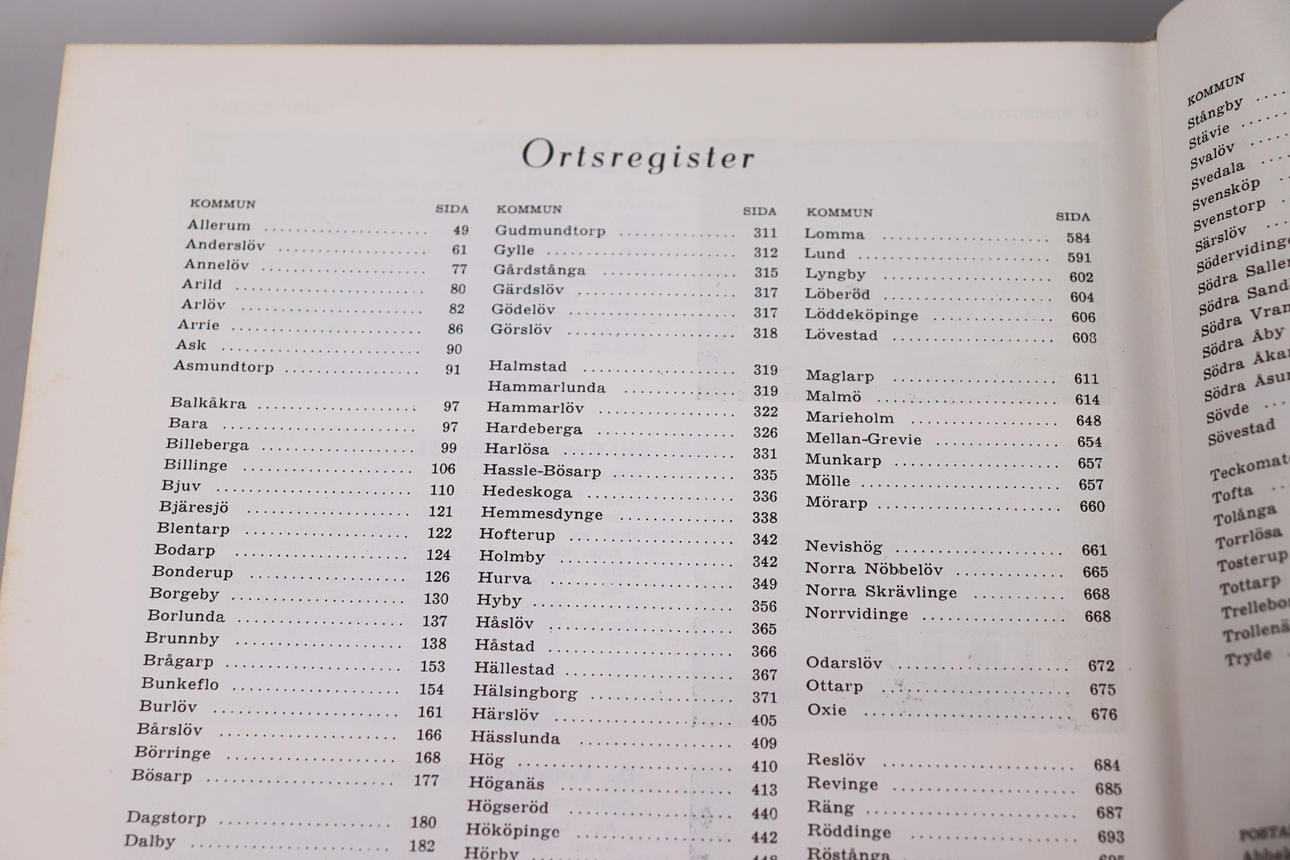 Ortsregister
KOMMUN SIDA
Allerum 49
Anderslöv 61
Annelöv 77
Arild 80
Arlöv 82
Arrie 86
Ask 90
Asmundtorp 91
Balkåkra 97
Bara 97
Billeberga 99
Billinge 106
Bjuv 110
Bjäresjö 121
Blentarp 122
Bodarp 124
Bonderup 126
Borgeby 130
Borlunda 137
Brunnby 138
Brågarp 153
Bunkeflo 154
Burlöv 161
Bårslöv 166
Börringe 168
Bösarp 177
Dagstorp 180
Dalby 182
KOMMUN SIDA
Gudmundtorp 311
Gylle 312
Gårdstånga 315
Gärdslöv 317
Gödelöv 317
Görslöv 318
Halmstad 319
Hammarlunda 319
Hammarlöv 322
Hardeberga 326
Harlösa 331
Hassle-Bösarp 335
Hedeskoga 336
Hemmesdynge 338
Hofterup 342
Holmby 342
Hurva 349
Hyby 356
Håslöv 365
Håstad 366
Hällestad 367
Hälsingborg 371
Härslöv 405
Hässlunda 409
Hög 410
Höganäs 413
Högseröd 440
Hököpinge 442
Hörby
KOMMUN SIDA
Lomma 584
Lund 591
Lyngby 602
Löberöd 604
Löddeköpinge 606
Lövestad 608
Maglarp 611
Malmö 614
Marieholm 648
Mellan-Grevie 654
Munkarp 657
Mölle 657
Mörarp 660
Nevishög 661
Norra Nöbbelöv 665
Norra Skrävlinge 668
Norrvidinge 668
Odarslöv 672
Ottarp 675
Oxie 676
Reslöv 684
Revinge 685
Räng 687
Röddinge 693
Röstånga
KOMMUN
Stångby
Stävie
Svalöv
Svedala
Svensköp
Svenstorp
Särslöv
Södervidinge
Södra
Södra
Södra
Södra Åby
Södra
Södra
Sövde
Sövestad
Tofta
Tolånga
Torrlösa
Tosterup
Tottarp
Tryde